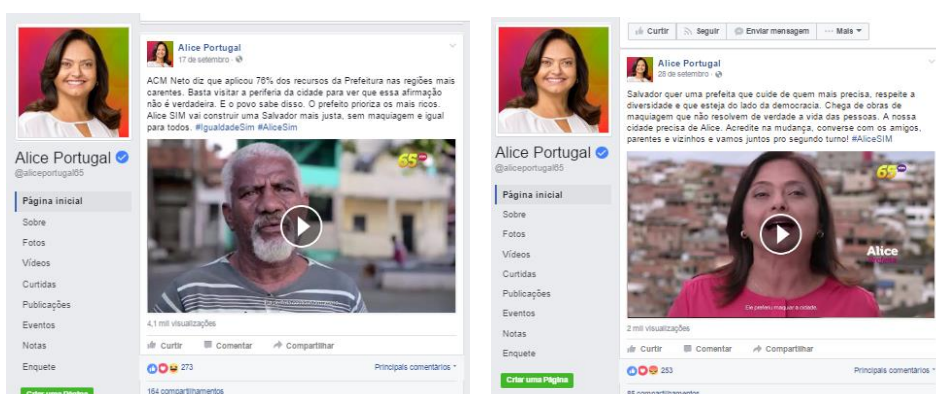 Alice Portugal
@aliceportugal65
Página inicial
Sobre
Fotos
Vídeos
Curtidas
Publicações
Eventos
Notas
Enquete
Criar uma Página
Alice Portugal
17 de setembro
ACM Neto diz que aplicou 76% dos recursos da Prefeitura nas regiões mais
carentes. Basta visitar a periferia da cidade para ver que essa afirmação
não é verdadeira. E o povo sabe disso. O prefeito prioriza os mais ricos.
Alice SIM vai construir uma Salvador mais justa, sem maquiagem e igual
para todos. #IgualdadeSim #AliceSim
65
4,1 mil visualizações
Curtir Comentar Compartilhar
273 Principais comentários
164 compartilhamentos
Alice Portugal
@aliceportugal65
Página inicial
Sobre
Fotos
Vídeos
Curtidas
Publicações
Eventos
Notas
Enquete
Criar uma Página
Curtir Seguir Enviar mensagem ··· Mais
Alice Portugal
28 de setembro
Salvador quer uma prefeita que cuide de quem mais precisa, respeite a
diversidade e que esteja do lado da democracia. Chega de obras de
maquiagem que não resolvem de verdade a vida das pessoas. A nossa
cidade precisa de Alice. Acredite na mudança, converse com os amigos,
parentes e vizinhos e vamos juntos pro segundo turno! #AliceSIM
65
Alice
Ele preferiu maquiar a cidade.
2 mil visualizações
Curtir Comentar Compartilhar
253 Principais comentários
compartilhamentos